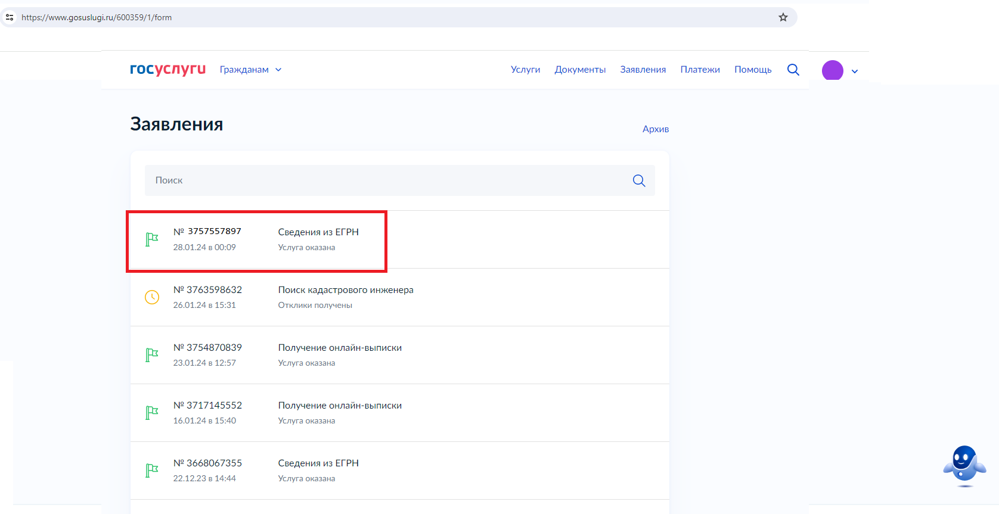 https://www.gosuslugi.ru/600359/1/form
госуслуги Гражданам Услуги Документы Заявления Платежи Помощь
Заявления
Архив
Поиск
№ 3757557897 Сведения из ЕГРН
28.01.24 в 00:09 Услуга оказана
№ 3763598632 Поиск кадастрового инженера
26.01.24 в 15:31 Отклики получены
№ 3754870839 Получение онлайн-выписки
23.01.24 в 12:57 Услуга оказана
№ 3717145552 Получение онлайн-выписки
16.01.24 в 15:40 Услуга оказана
№ 3668067355 Сведения из ЕГРН
22.12.23 в 14:44 Услуга оказана